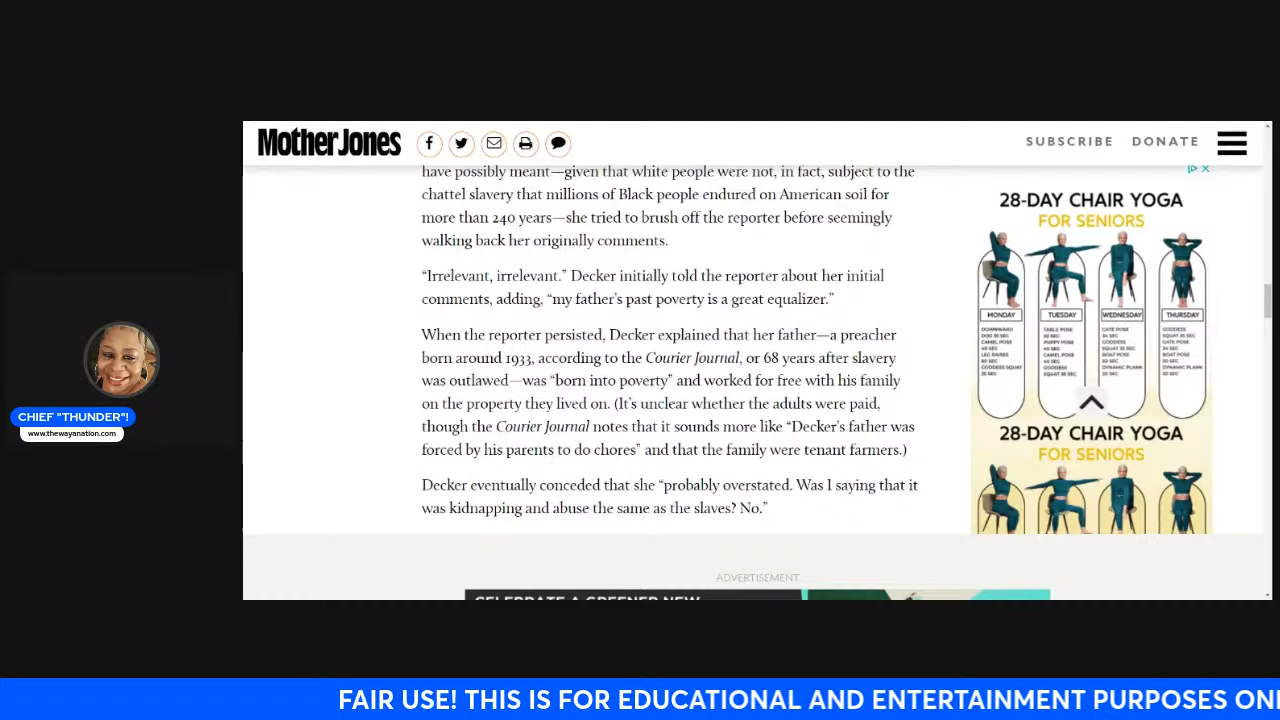 Mother Jones
SUBSCRIBE DONATE
have possibly meant—given that white people were not, in fact, subject to the
chattel slavery that millions of Black people endured on American soil for
more than 240 years—she tried to brush off the reporter before seemingly
walking back her originally comments.
“Irrelevant, irrelevant.” Decker initially told the reporter about her initial
comments, adding, “my father’s past poverty is a great equalizer.”
When the reporter persisted, Decker explained that her father—a preacher
born around 1933, according to the Courier Journal, or 68 years after slavery
was outlawed—was “born into poverty” and worked for free with his family
on the property they lived on. (It’s unclear whether the adults were paid,
though the Courier Journal notes that it sounds more like “Decker’s father was
forced by his parents to do chores” and that the family were tenant farmers.)
Decker eventually conceded that she “probably overstated. Was I saying that it
was kidnapping and abuse the same as the slaves? No.”
28-DAY CHAIR YOGA
FOR SENIORS
MONDAY TUESDAY WEDNESDAY THURSDAY
28-DAY CHAIR YOGA
FOR SENIORS
ADVERTISEMENT
CELEBRATE A GREENER NEW
CHIEF "THUNDER"!
www.thewayanation.com
FAIR USE! THIS IS FOR EDUCATIONAL AND ENTERTAINMENT PURPOSES ON